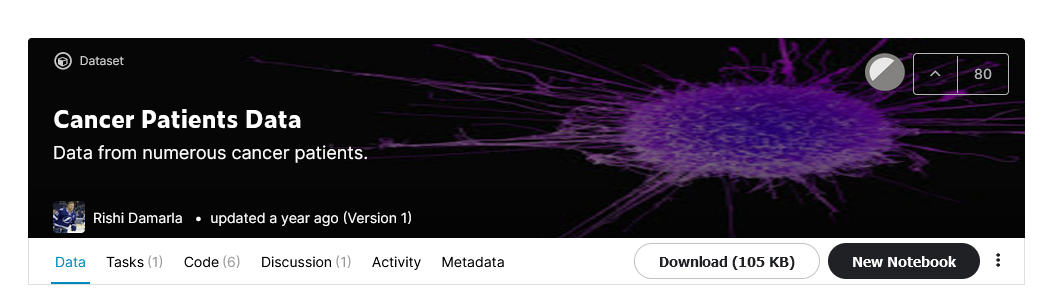 Dataset
80
Cancer Patients Data
Data from numerous cancer patients.
Rishi Damarla • updated a year ago (Version 1)
Data Tasks (1) Code (6) Discussion (1) Activity Metadata Download (105 KB) New Notebook